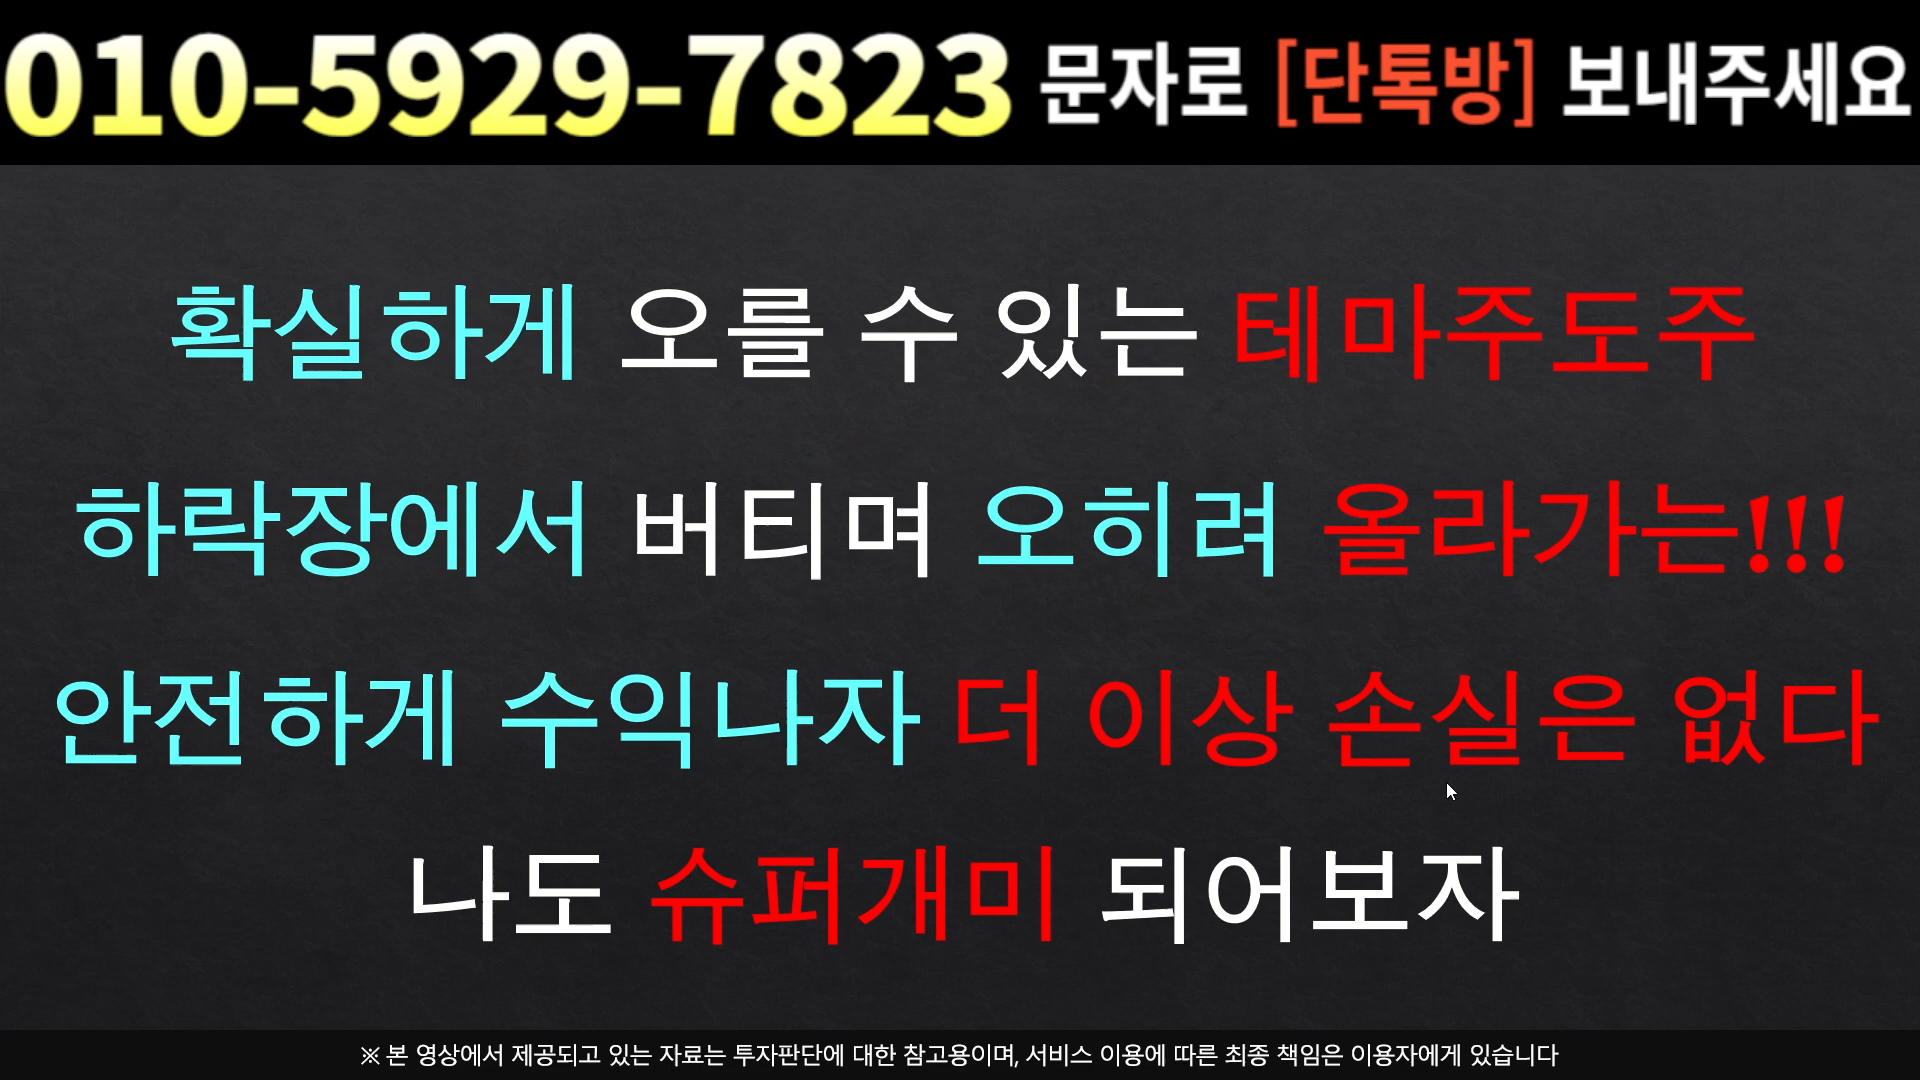 010-5929-7823 문자로 [단톡방] 보내주세요
확실하게 오를 수 있는 테마주도주
하락장에서 버티며 오히려 올라가는!!!
안전하게 수익나자 더 이상 손실은 없다
나도 슈퍼개미 되어보자
※ 본 영상에서 제공되고 있는 자료는 투자판단에 대한 참고용이며, 서비스 이용에 따른 최종 책임은 이용자에게 있습니다